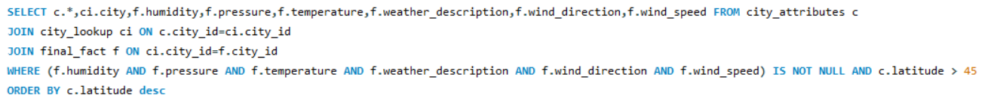 SELECT c.*,ci.city,f.humidity,f.pressure,f.temperature,f.weather_description,f.wind_direction,f.wind_speed FROM city_attributes c
JOIN city_lookup ci ON c.city_id=ci.city_id
JOIN final_fact f ON ci.city_id=f.city_id
WHERE (f.humidity AND f.pressure AND f.temperature AND f.weather_description AND f.wind_direction AND f.wind_speed) IS NOT NULL AND c.latitude > 45
ORDER BY c.latitude desc